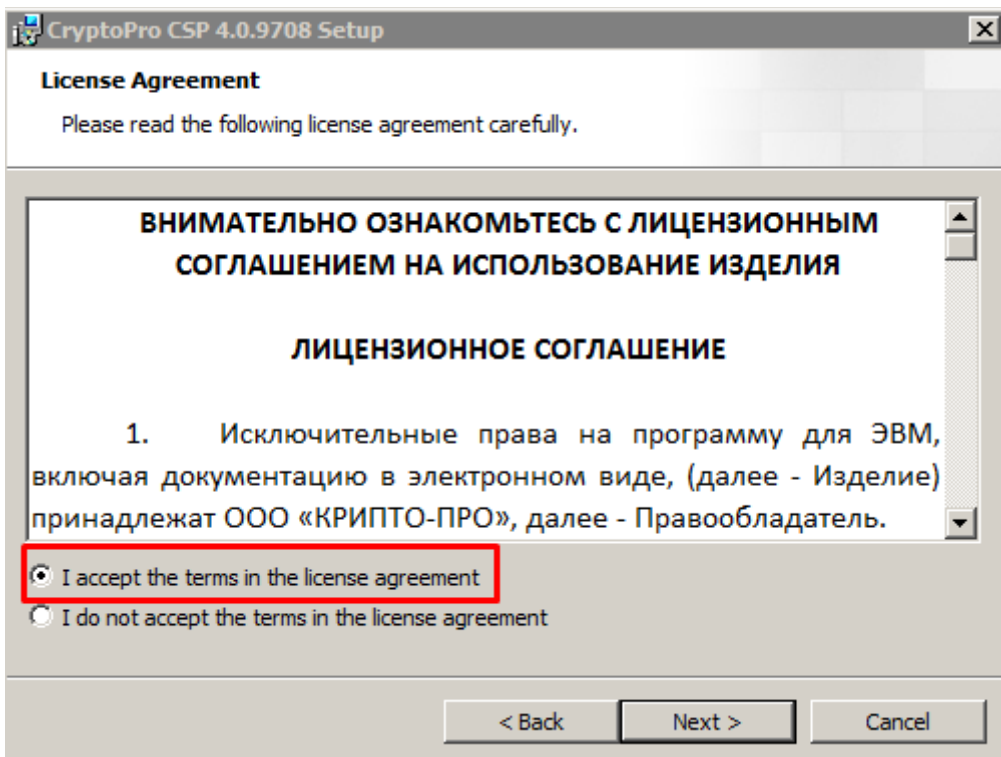 CryptoPro CSP 4.0.9708 Setup
License Agreement
Please read the following license agreement carefully.
ВНИМАТЕЛЬНО ОЗНАКОМЬТЕСЬ С ЛИЦЕНЗИОННЫМ
СОГЛАШЕНИЕМ НА ИСПОЛЬЗОВАНИЕ ИЗДЕЛИЯ
ЛИЦЕНЗИОННОЕ СОГЛАШЕНИЕ
1. Исключительные права на программу для ЭВМ,
включая документацию в электронном виде, (далее - Изделие)
принадлежат ООО «КРИПТО-ПРО», далее - Правообладатель.
I accept the terms in the license agreement
I do not accept the terms in the license agreement
< Back Next > Cancel